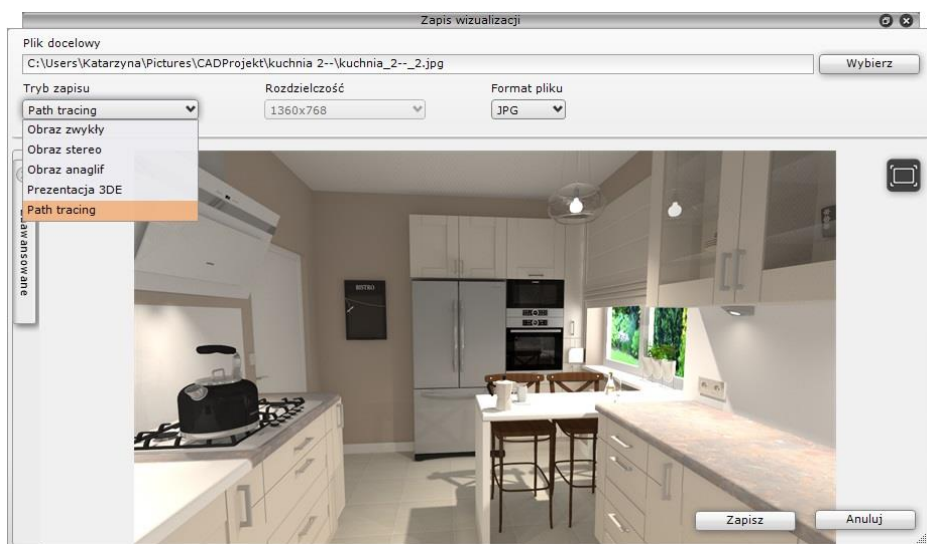 Zapis wizualizacji
Plik docelowy
C:\Users\Katarzyna\Pictures\CADProjekt\kuchnia 2--\kuchnia_2--_2.jpg
Wybierz
Tryb zapisu
Rozdzielczość
Format pliku
Path tracing
1360x768
JPG
Obraz zwykły
Obraz stereo
Obraz anaglif
Prezentacja 3DE
Path tracing
BISTRO
Zapisz
Anuluj